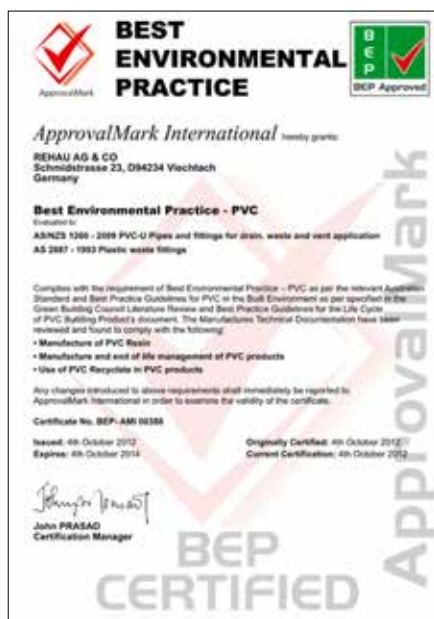 BEST
ENVIRONMENTAL
PRACTICE
ApprovalMark
BEP
BEP Approved
ApprovalMark International hereby grants:
REHAU AG & CO
Schmidstrasse 23, D94234 Viechtach
Germany
Best Environmental Practice - PVC
Evaluated to:
AS/NZS 1260 - 2009 PVC-U Pipes and fittings for drain, waste and vent application
AS 2887 - 1993 Plastic waste fittings
Complies with the requirement of Best Environmental Practice – PVC as per the relevant Australian
Standard and Best Practice Guidelines for PVC in the Built Environment as per specified in the
Green Building Council Literature Review and Best Practice Guidelines for the Life Cycle
of PVC Building Product's document. The Manufactures Technical Documentation have been
reviewed and found to comply with the following:
• Manufacture of PVC Resin
• Manufacture and end of life management of PVC products
• Use of PVC Recyclate in PVC products
Any changes introduced to above requirements shall immediately be reported to
ApprovalMark International in order to examine the validity of the certificate.
Certificate No. BEP- AMI 00386
Issued: 4th October 2012
Originally Certified: 4th October 2012
Expires: 4th October 2014
Current Certification: 4th October 2012
John PRASAD
Certification Manager
BEP
CERTIFIED
ApprovalMark